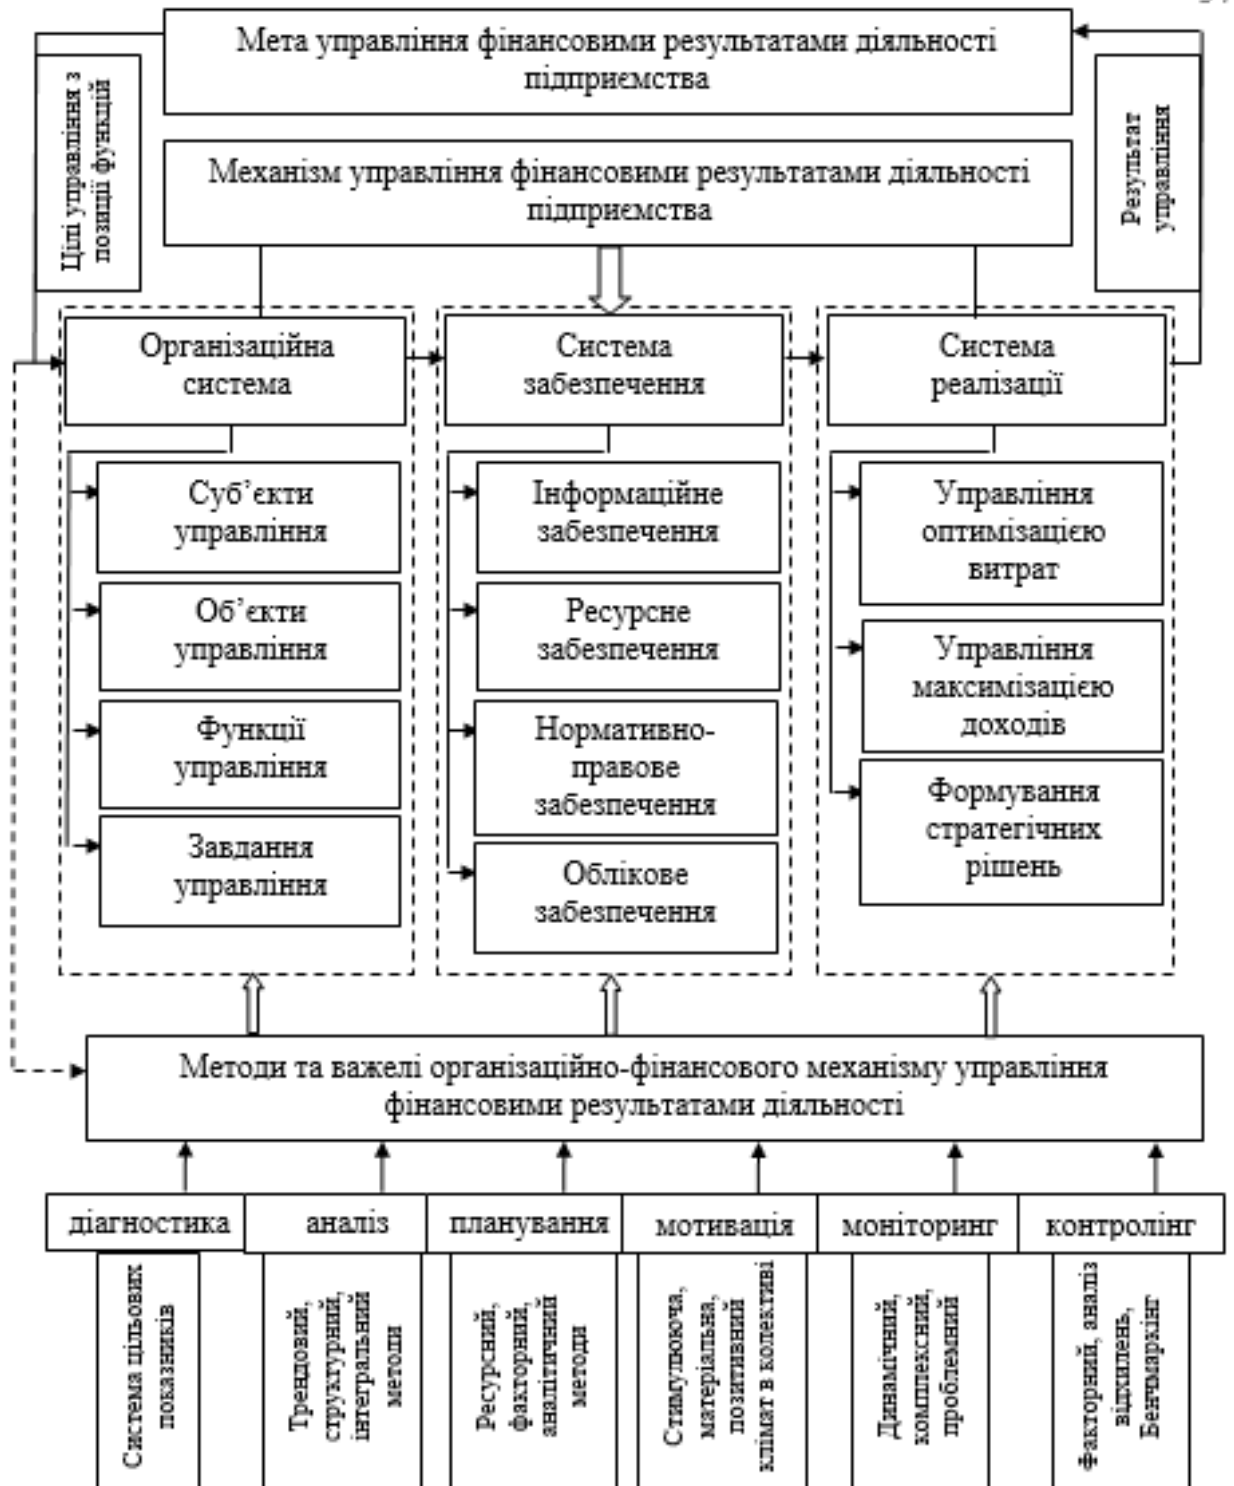 Мета управління фінансовими результатами діяльності
підприємства
Цілі управління з
позиції функцій
Результат
управління
Механізм управління фінансовими результатами діяльності
підприємства
Організаційна
система
Система
забезпечення
Система
реалізації
Суб’єкти
управління
Об’єкти
управління
Функції
управління
Завдання
управління
Інформаційне
забезпечення
Ресурсне
забезпечення
Нормативно-
правове
забезпечення
Облікове
забезпечення
Управління
оптимізацією
витрат
Управління
максимізацією
доходів
Формування
стратегічних
рішень
Методи та важелі організаційно-фінансового механізму управління
фінансовими результатами діяльності
діагностика
аналіз
планування
мотивація
моніторинг
контролінг
Система цільових
показників
Трендовий,
структурний,
інтегральний
методи
Ресурсний,
факторний,
аналітичний
методи
Стимулююча,
матеріальна,
позитивний
клімат в колективі
Динамічний,
комплексний,
проблемний
Факторний, аналіз
відхилень,
Бенчмаркінг